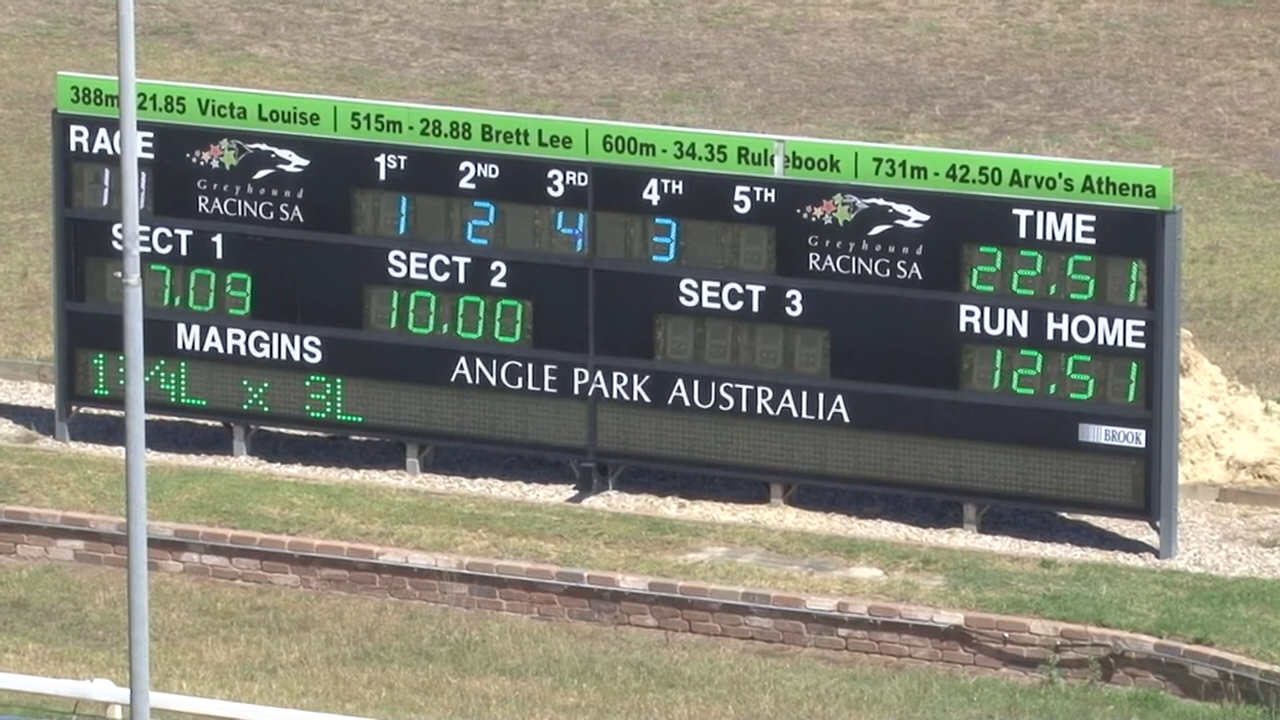 388m 21.85 Victa Louise | 515m - 28.88 Brett Lee | 600m - 34.35 Rulebook | 731m - 42.50 Arvo's Athena
RACE
Greyhound
RACING SA
1ST 2ND 3RD 4TH 5TH
1 2 4 3
Greyhound
RACING SA
TIME
22.51
SECT 1
7.09
SECT 2
10.00
SECT 3
RUN HOME
12.51
MARGINS
4L x 3L
ANGLE PARK AUSTRALIA
BROOK